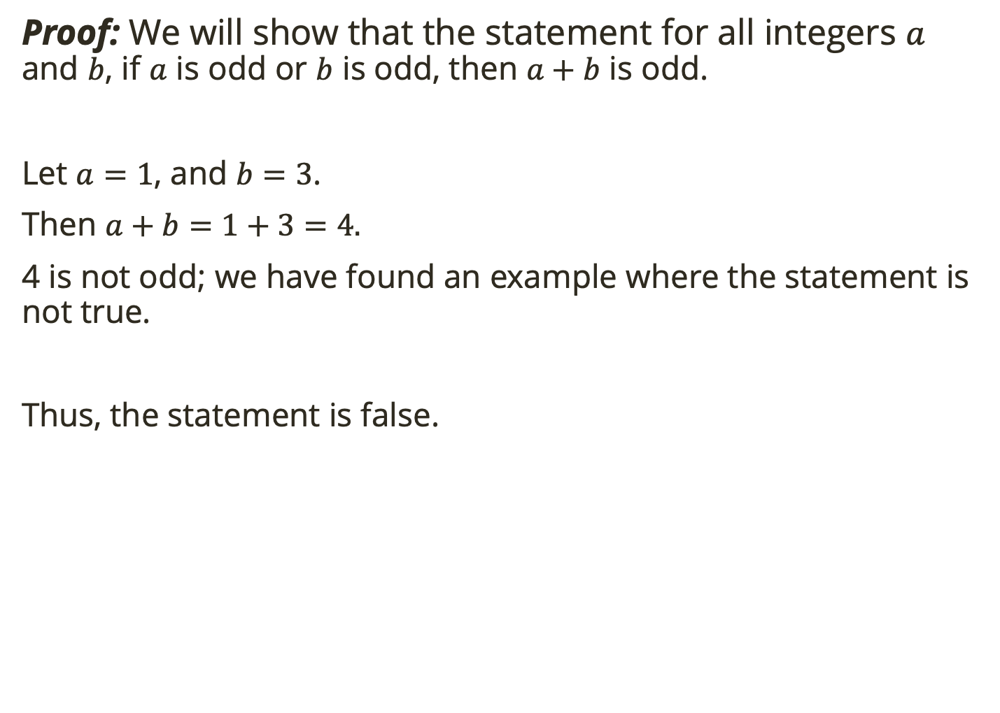 Proof: We will show that the statement for all integers a
and b, if a is odd or b is odd, then a + b is odd.
Let a = 1, and b = 3.
Then a + b = 1 + 3 = 4.
4 is not odd; we have found an example where the statement is
not true.
Thus, the statement is false.